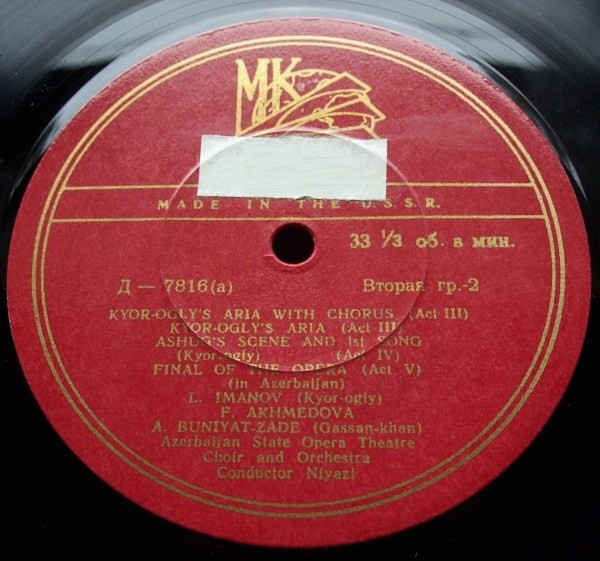 MK
MADE IN THE U.S.S.R.
33 ⅓ об. в мин.
Д — 7816(а) Вторая гр.-2
KYOR-OGLY'S ARIA WITH CHORUS (Act III)
KYOR-OGLY'S ARIA (Act III)
ASHUG'S SCENE AND 1st SONG
(Kyor-ogly) (Act IV)
FINAL OF THE OPERA (Act V)
(in Azerbaijan)
L. IMANOV (Kyor-ogly)
F. AKHMEDOVA
A. BUNIYAT-ZADE (Gassan-khan)
Azerbaijan State Opera Theatre
Choir and Orchestra
Conductor Niyazi